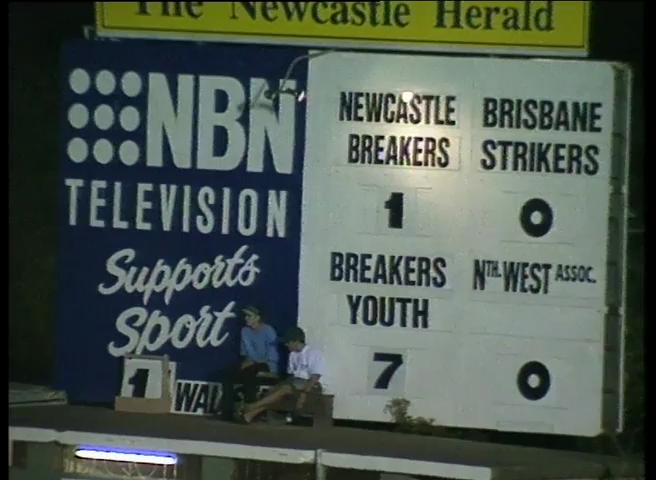 The Newcastle Herald
NBN
TELEVISION
Supports
Sport
NEWCASTLE
BREAKERS
BRISBANE
STRIKERS
1
0
BREAKERS
YOUTH
NTH. WEST ASSOC.
7
0
1
WAL